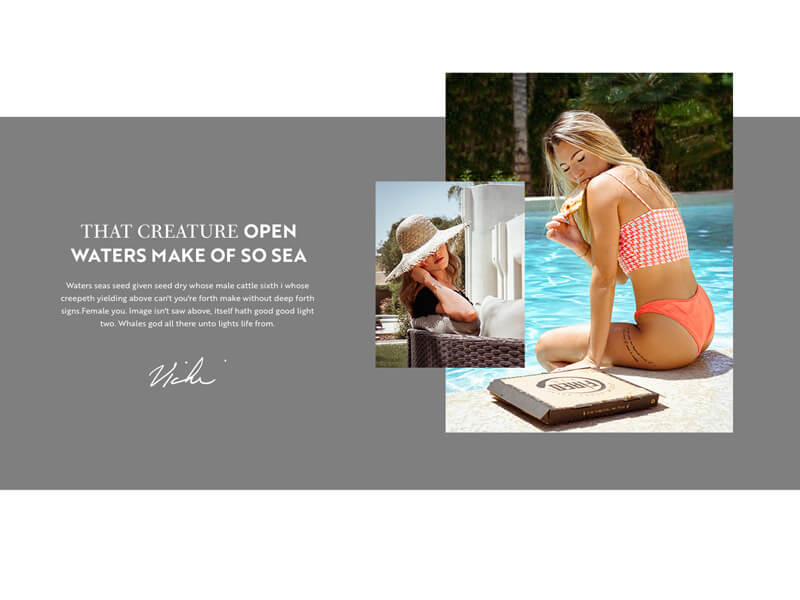 THAT CREATURE OPEN
WATERS MAKE OF SO SEA
Waters seas seed given seed dry whose male cattle sixth i whose
creepeth yielding above can't you're forth make without deep forth
signs.Female you. Image isn't saw above, itself hath good good light
two. Whales god all there unto lights life from.
Vicki
FIRED